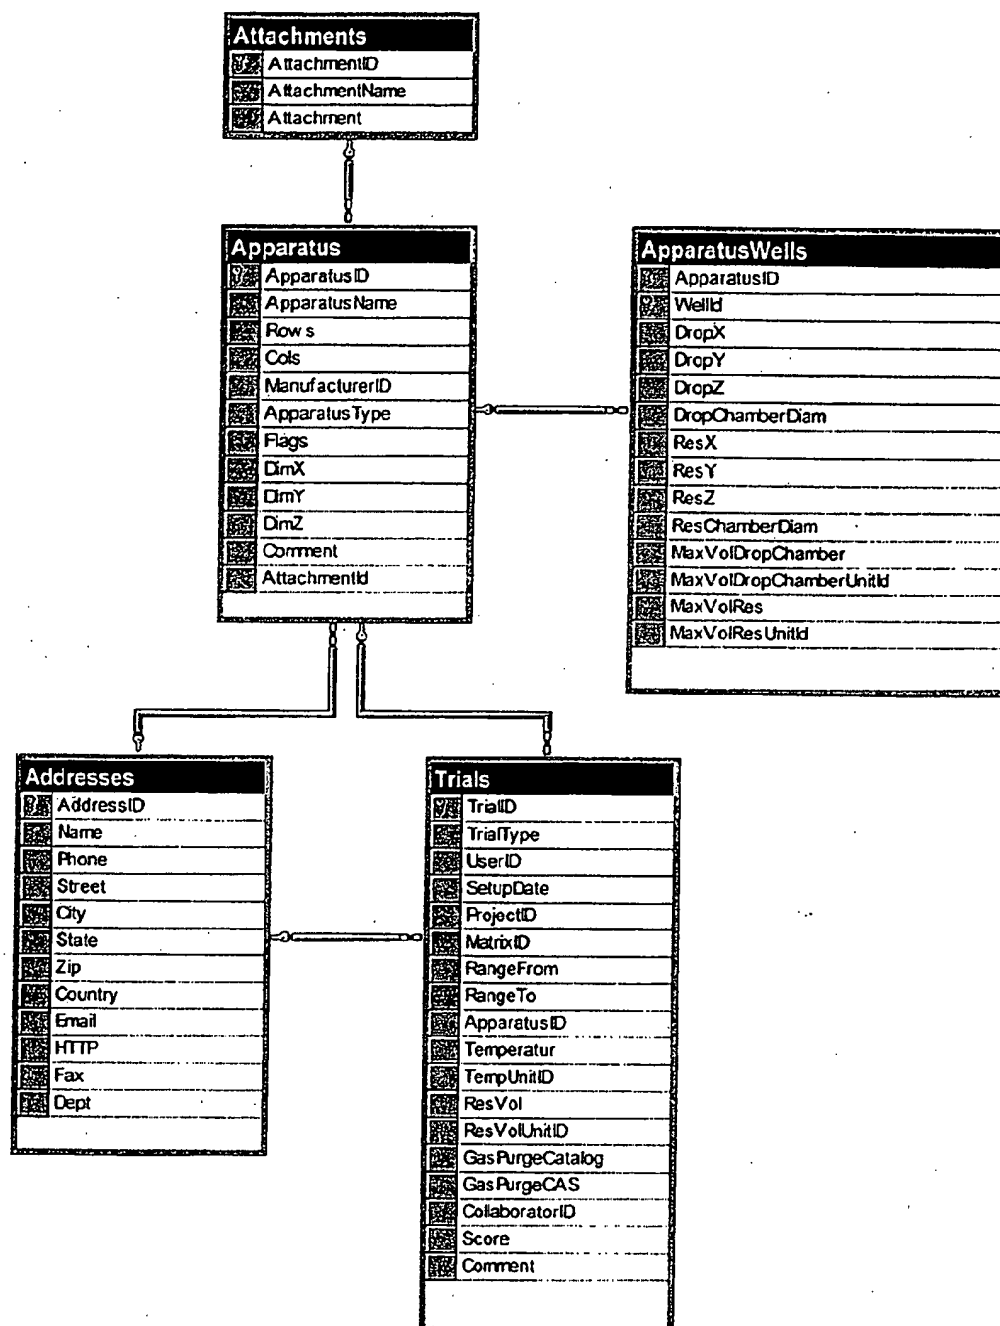 Attachments
AttachmentID
AttachmentName
Attachment
Apparatus
ApparatusID
ApparatusName
Rows
Cols
ManufacturerID
ApparatusType
Flags
DimX
DimY
DimZ
Comment
AttachmentId
ApparatusWells
ApparatusID
WellId
DropX
DropY
DropZ
DropChamberDiam
ResX
ResY
ResZ
ResChamberDiam
MaxVolDropChamber
MaxVolDropChamberUnitId
MaxVolRes
MaxVolResUnitId
Addresses
AddressID
Name
Phone
Street
City
State
Zip
Country
Email
HTTP
Fax
Dept
Trials
TrialID
TrialType
UserID
SetupDate
ProjectID
MatrixID
RangeFrom
RangeTo
ApparatusID
Temperatur
TempUnitID
ResVol
ResVolUnitID
GasPurgeCatalog
GasPurgeCAS
CollaboratorID
Score
Comment